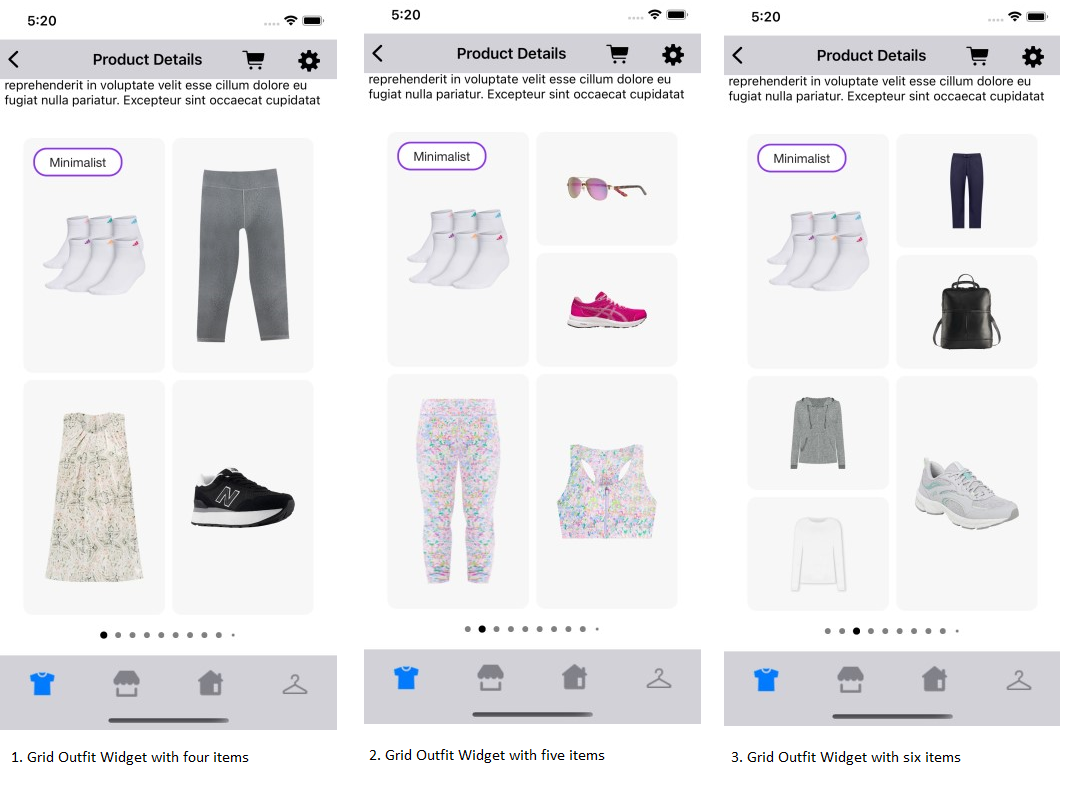 5:20
Product Details
reprehenderit in voluptate velit esse cillum dolore eu
fugiat nulla pariatur. Excepteur sint occaecat cupidatat
Minimalist
N
1. Grid Outfit Widget with four items
5:20
Product Details
reprehenderit in voluptate velit esse cillum dolore eu
fugiat nulla pariatur. Excepteur sint occaecat cupidatat
Minimalist
2. Grid Outfit Widget with five items
5:20
Product Details
reprehenderit in voluptate velit esse cillum dolore eu
fugiat nulla pariatur. Excepteur sint occaecat cupidatat
Minimalist
3. Grid Outfit Widget with six items